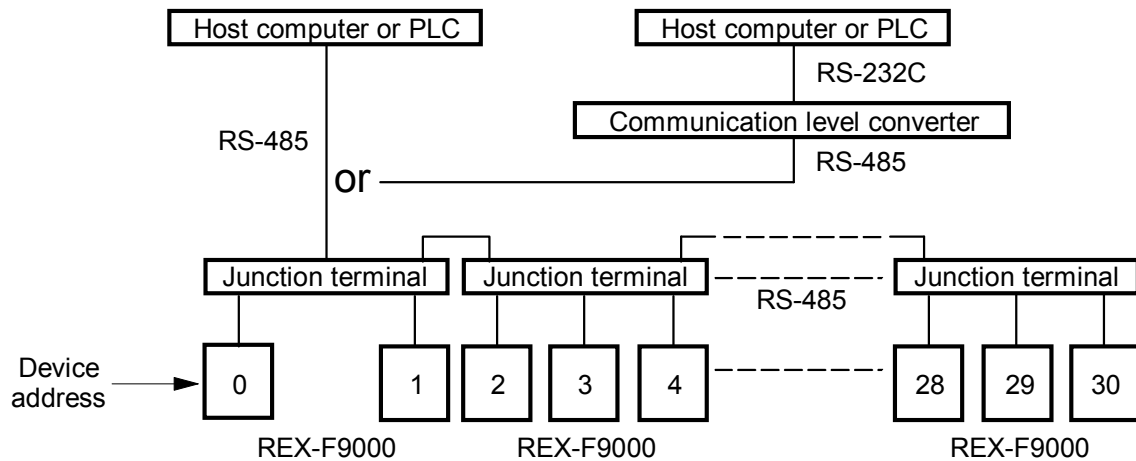 Host computer or PLC
Host computer or PLC
RS-232C
Communication level converter
RS-485
RS-485
or
Junction terminal
Junction terminal
Junction terminal
RS-485
Device
address
0
1
2
3
4
28
29
30
REX-F9000
REX-F9000
REX-F9000